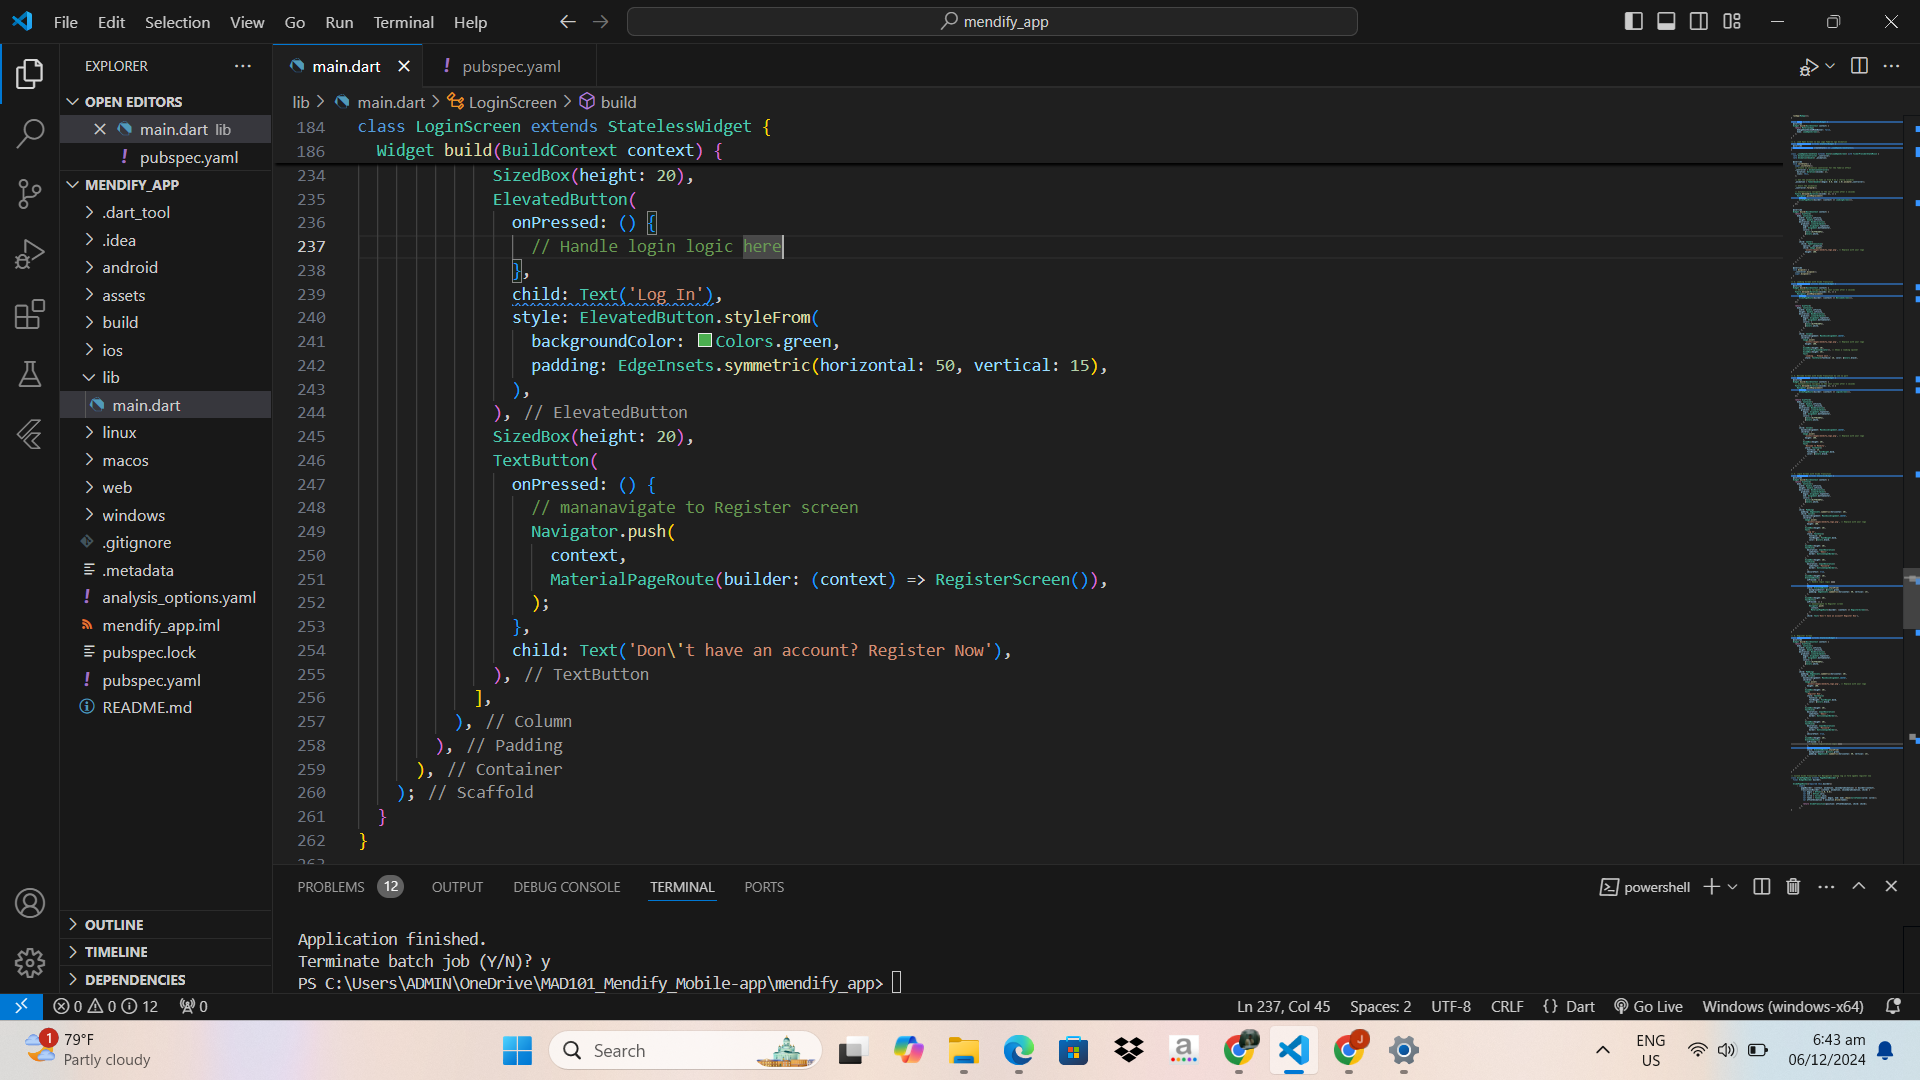 File Edit Selection View Go Run Terminal Help
mendify_app
EXPLORER
OPEN EDITORS
main.dart lib
pubspec.yaml
MENDIFY_APP
.dart_tool
.idea
android
assets
build
ios
lib
main.dart
linux
macos
web
windows
.gitignore
.metadata
analysis_options.yaml
mendify_app.iml
pubspec.lock
pubspec.yaml
README.md
OUTLINE
TIMELINE
DEPENDENCIES
main.dart
pubspec.yaml
lib > main.dart > LoginScreen > build
184 class LoginScreen extends StatelessWidget {
186 Widget build(BuildContext context) {
234 SizedBox(height: 20),
235 ElevatedButton(
236 onPressed: () {
237 // Handle login logic here
238 },
239 child: Text('Log In'),
240 style: ElevatedButton.styleFrom(
241 backgroundColor: Colors.green,
242 padding: EdgeInsets.symmetric(horizontal: 50, vertical: 15),
243 ),
244 ), // ElevatedButton
245 SizedBox(height: 20),
246 TextButton(
247 onPressed: () {
248 // mananavigate to Register screen
249 Navigator.push(
250 context,
251 MaterialPageRoute(builder: (context) => RegisterScreen()),
252 );
253 },
254 child: Text('Don\'t have an account? Register Now'),
255 ), // TextButton
256 ],
257 ), // Column
258 ), // Padding
259 ), // Container
260 ); // Scaffold
261 }
262 }
PROBLEMS 12 OUTPUT DEBUG CONSOLE TERMINAL PORTS
powershell
Application finished.
Terminate batch job (Y/N)? y
PS C:\Users\ADMIN\OneDrive\MAD101_Mendify_Mobile-app\mendify_app>
0 0 12 0
Ln 237, Col 45 Spaces: 2 UTF-8 CRLF {} Dart Go Live Windows (windows-x64)
1
79°F
Partly cloudy
Search
ENG
US
6:43 am
06/12/2024